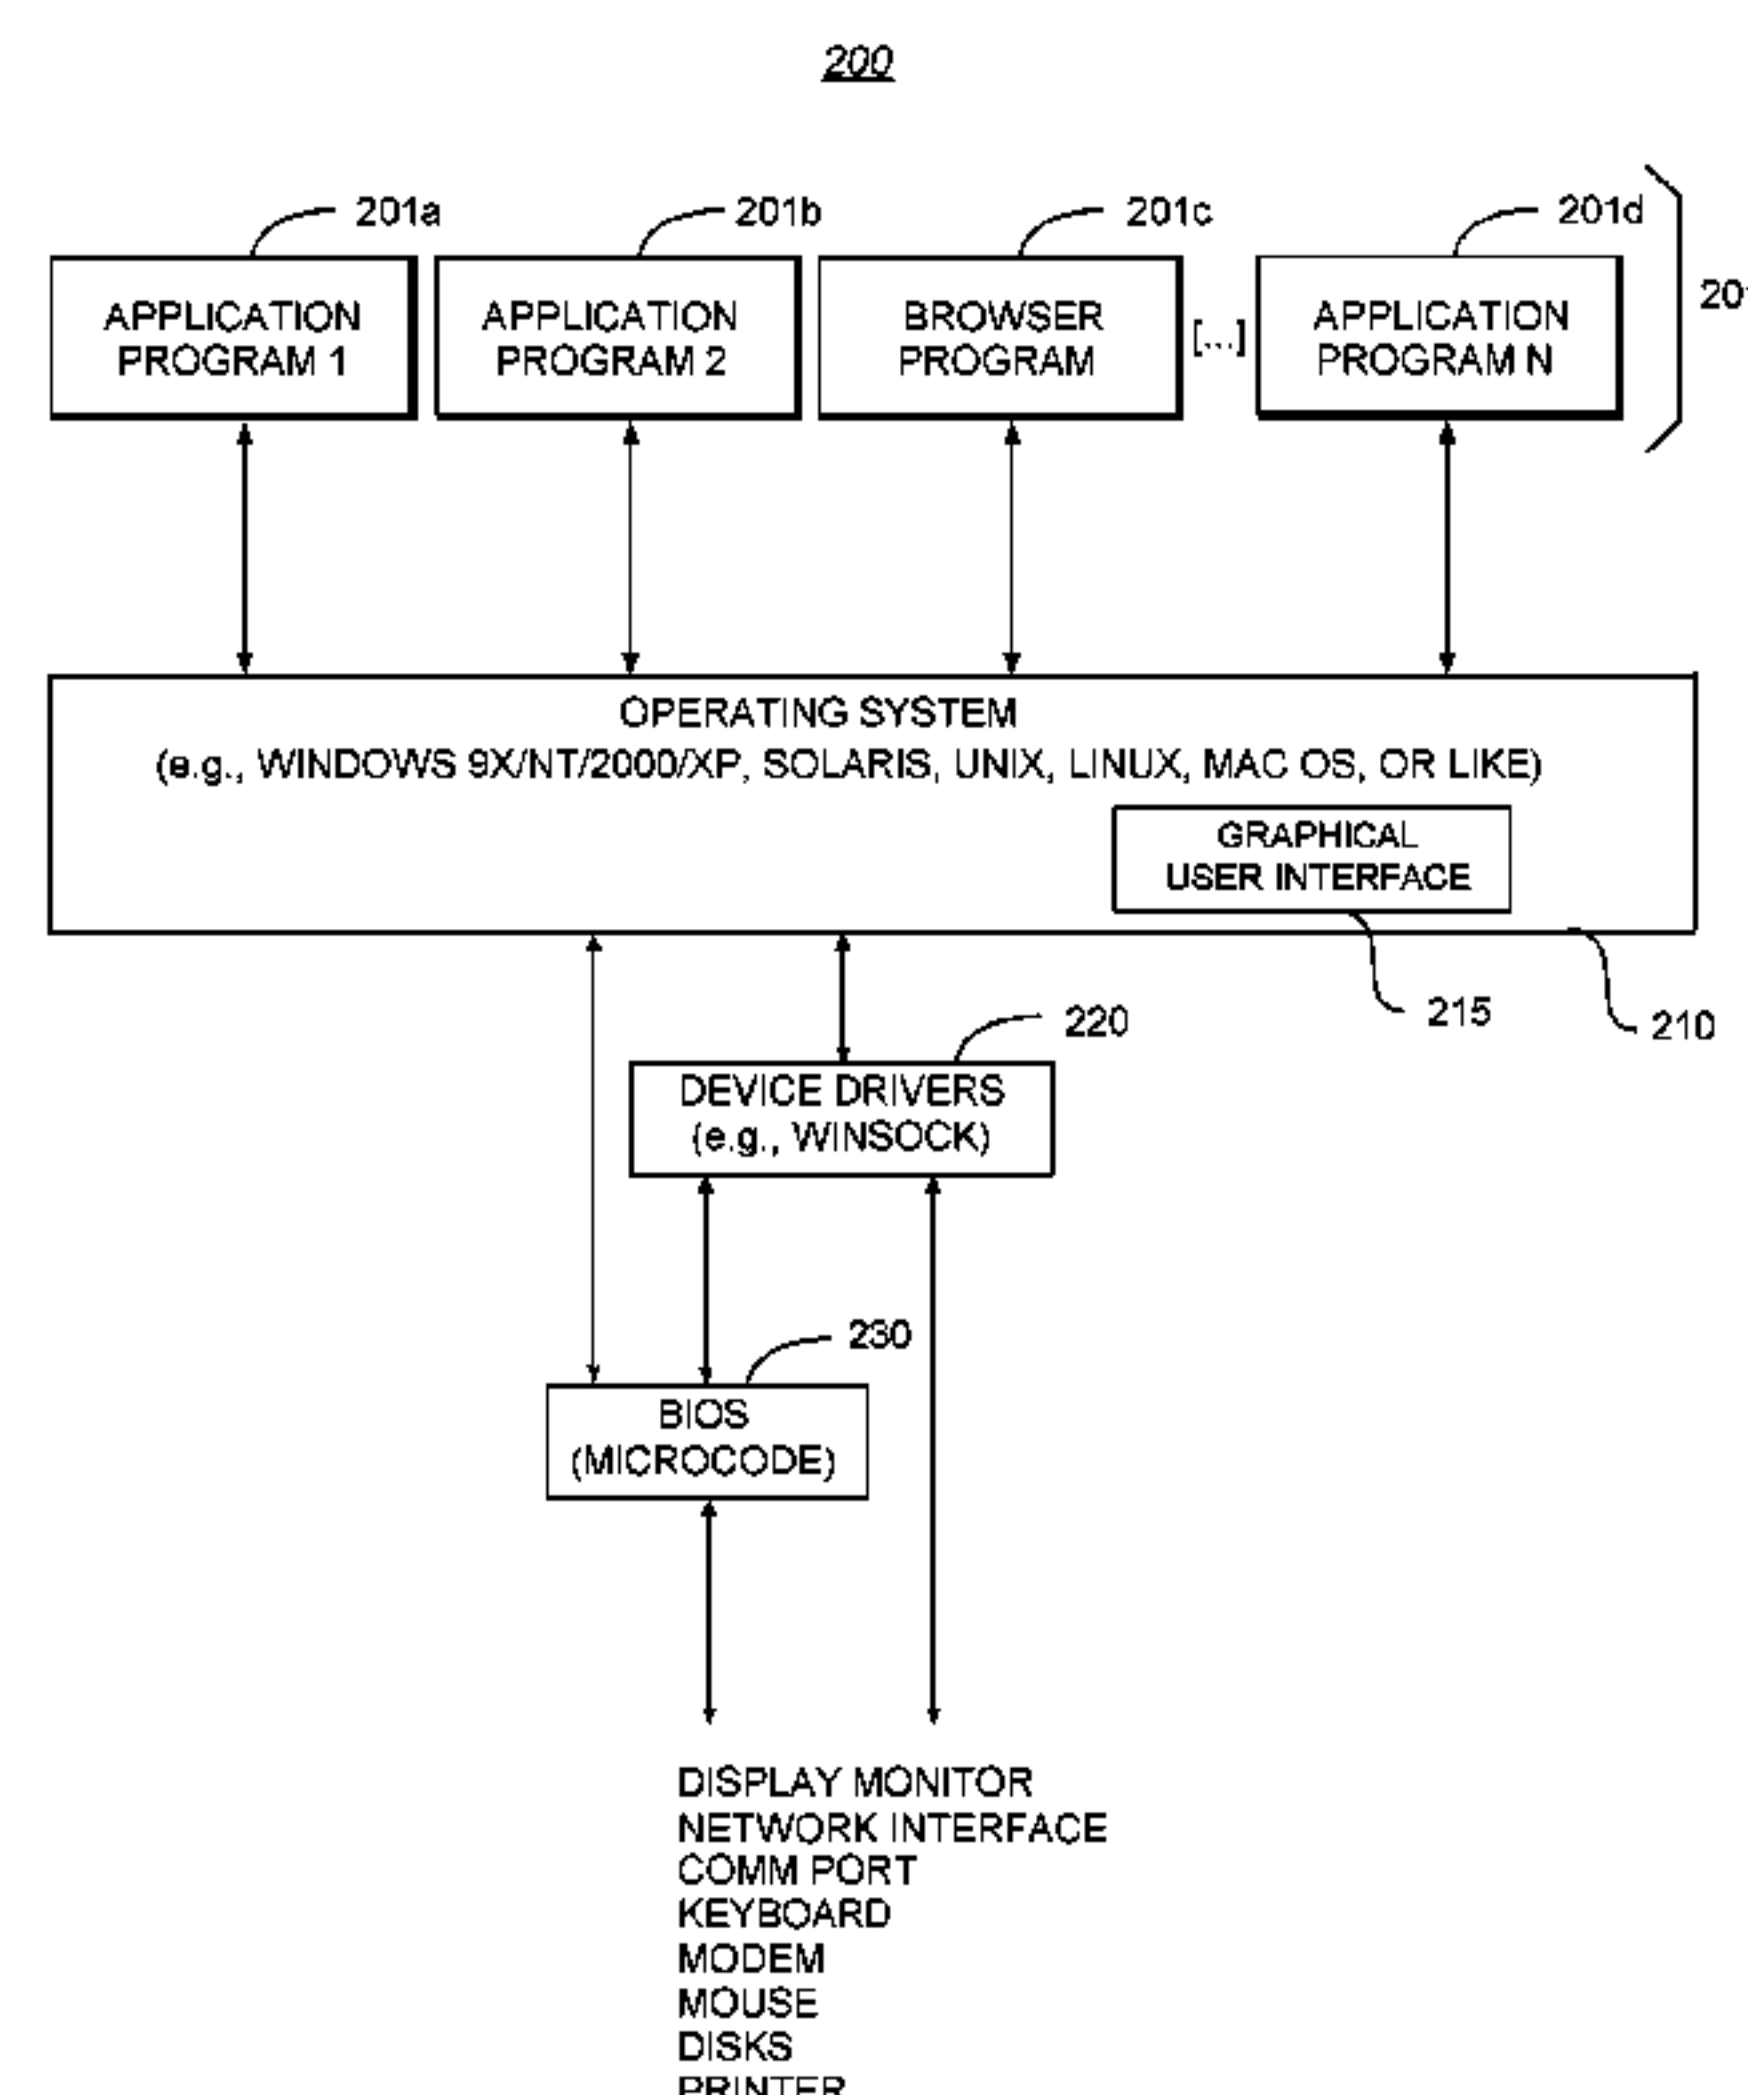 200
201a
201b
201c
201d
APPLICATION
PROGRAM 1
APPLICATION
PROGRAM 2
BROWSER
PROGRAM
[...]
APPLICATION
PROGRAM N
OPERATING SYSTEM
(e.g., WINDOWS 9X/NT/2000/XP, SOLARIS, UNIX, LINUX, MAC OS, OR LIKE)
GRAPHICAL
USER INTERFACE
215
210
220
DEVICE DRIVERS
(e.g., WINSOCK)
230
BIOS
(MICROCODE)
DISPLAY MONITOR
NETWORK INTERFACE
COMM PORT
KEYBOARD
MODEM
MOUSE
DISKS
PRINTER